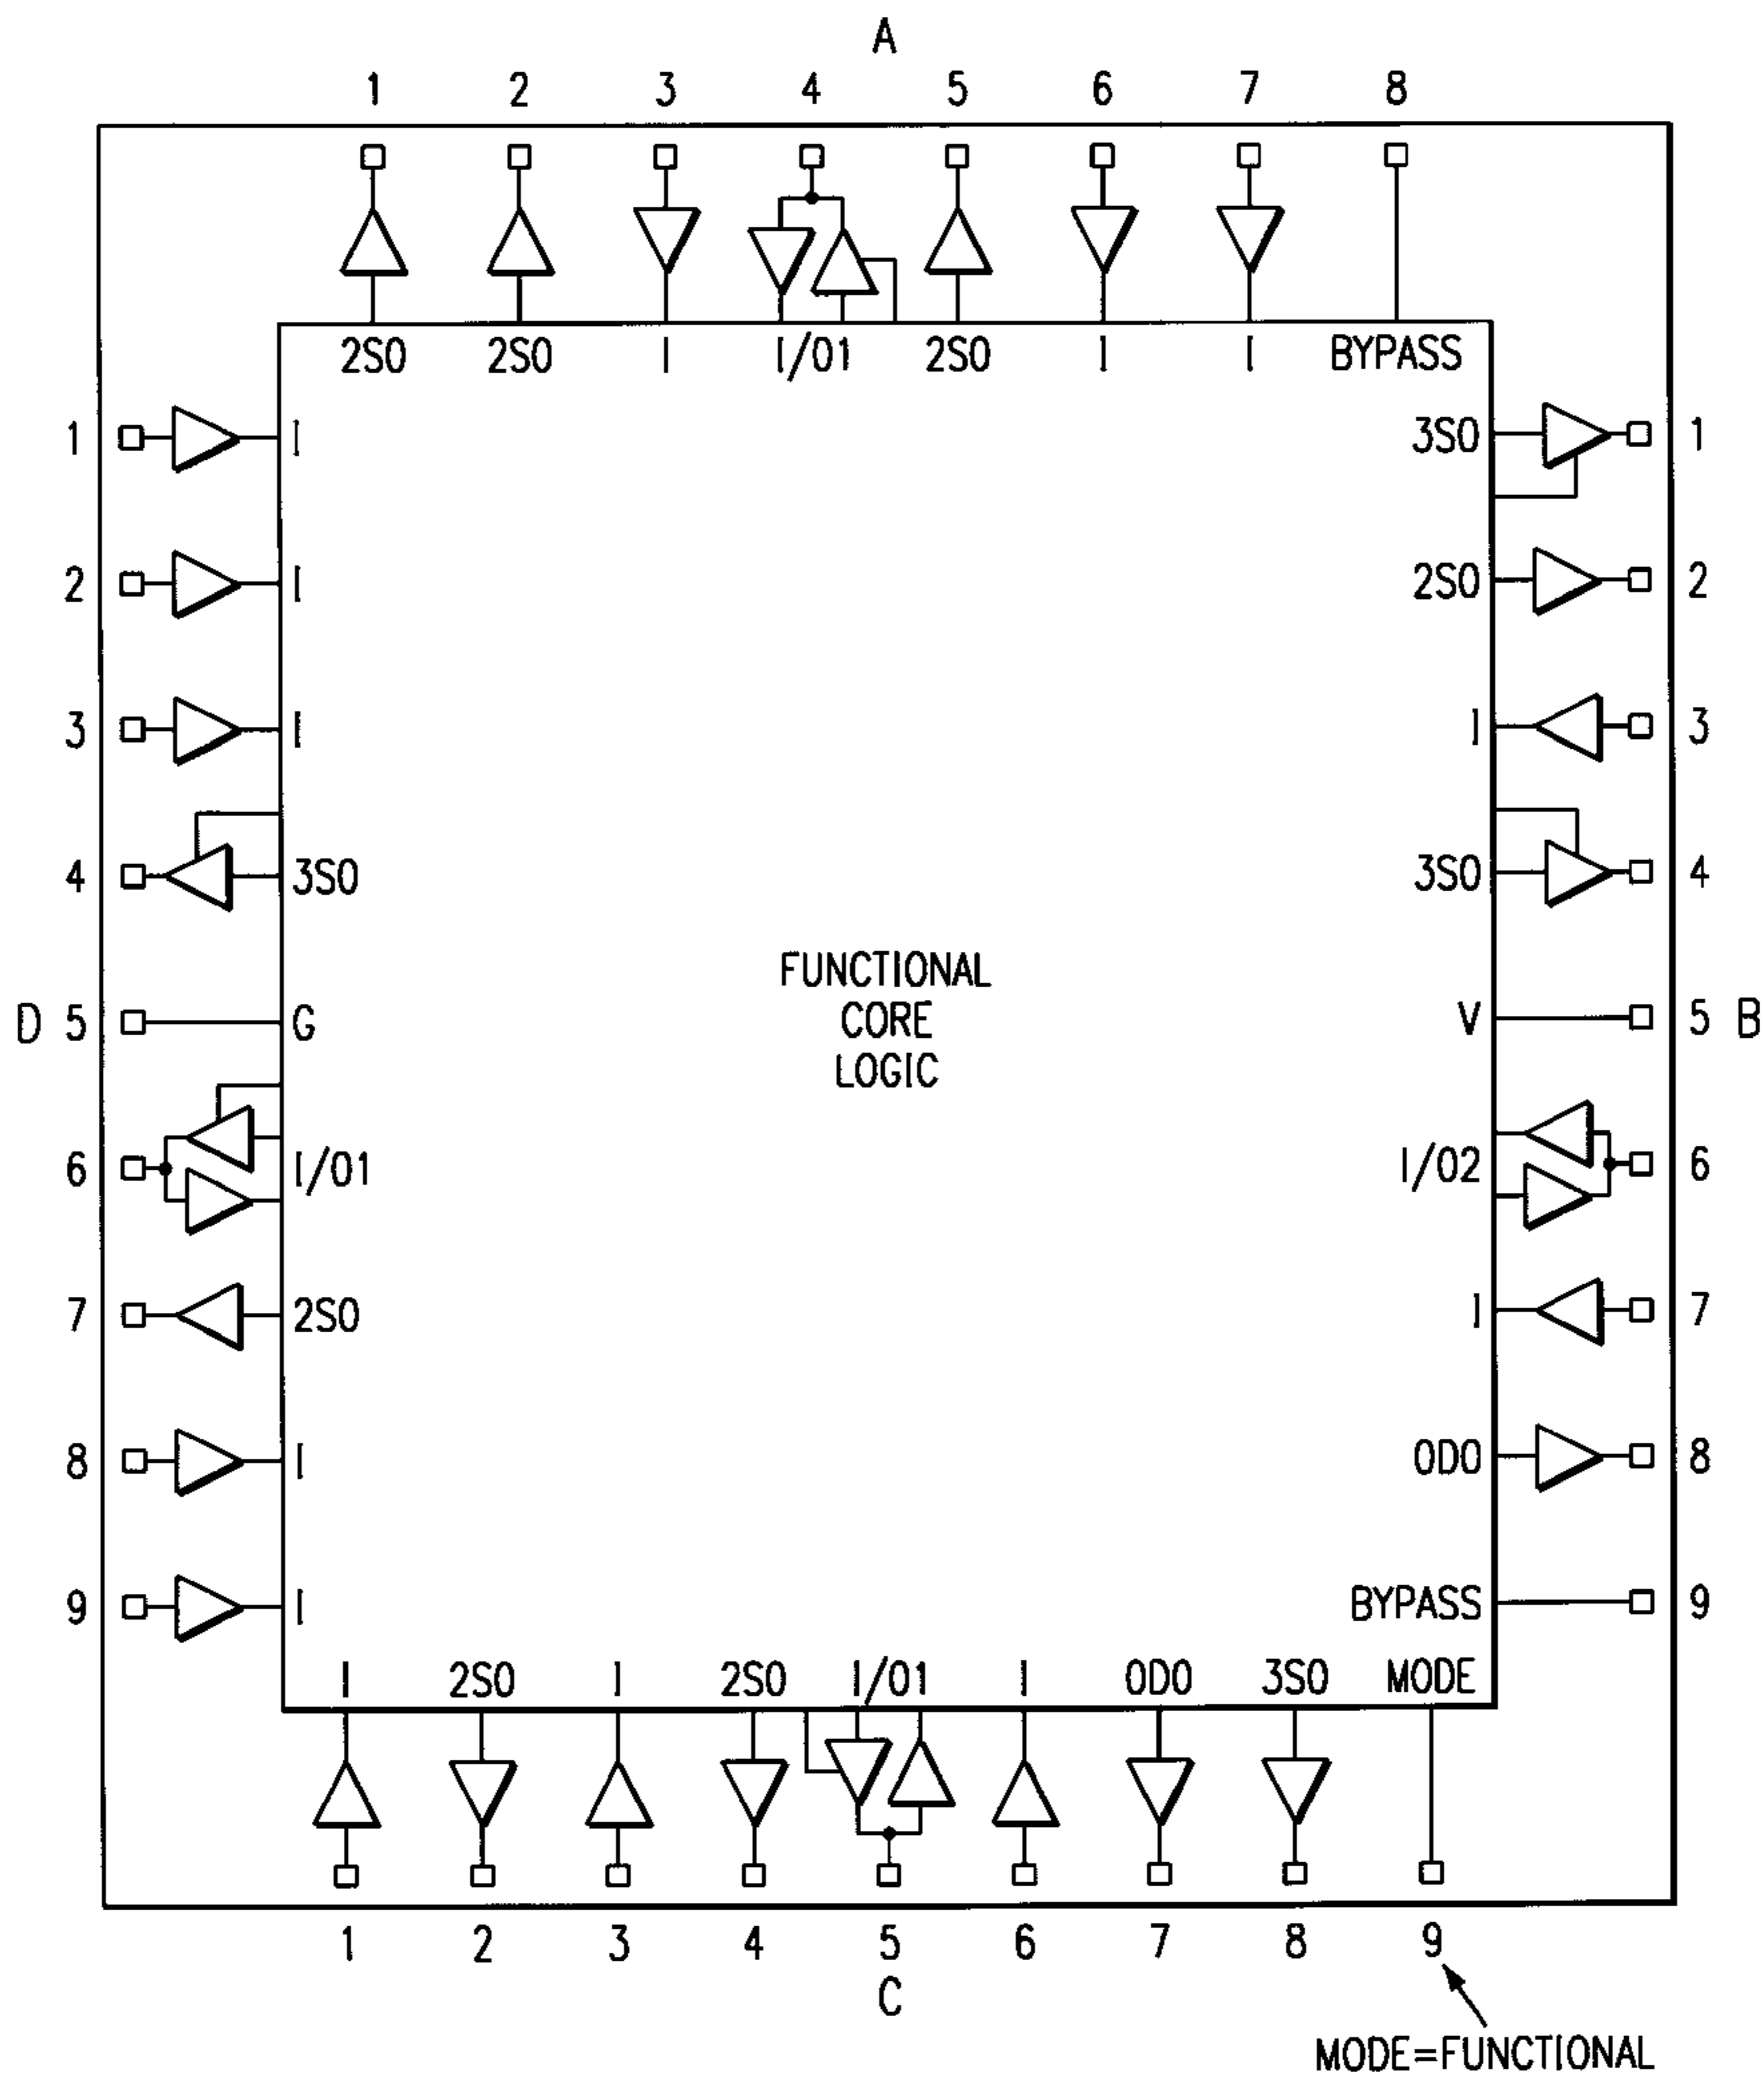 A
1 2 3 4 5 6 7 8
2SO 2SO I I/O1 2SO I I BYPASS
1 I 3SO 1
2 I 2SO 2
3 I I 3
4 3SO 3SO 4
FUNCTIONAL
CORE
LOGIC
D 5 G V 5 B
6 I/O1 I/O2 6
7 2SO I 7
8 I ODO 8
9 I BYPASS 9
I 2SO I 2SO I/O1 I ODO 3SO MODE
1 2 3 4 5 6 7 8 9
C
MODE=FUNCTIONAL